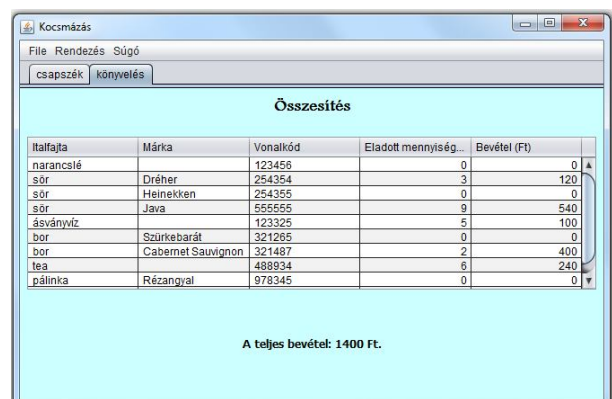 Kocsmázás
File Rendezés Súgó
csapszék könyvelés
Összesítés
Italfajta Márka Vonalkód Eladott mennyiség... Bevétel (Ft)
narancslé 123456 0 0
sör Dréher 254354 3 120
sör Heinekken 254355 0 0
sör Java 555555 9 540
ásványvíz 123325 5 100
bor Szürkebarát 321265 0 0
bor Cabernet Sauvignon 321487 2 400
tea 488934 6 240
pálinka Rézangyal 978345 0 0
A teljes bevétel: 1400 Ft.